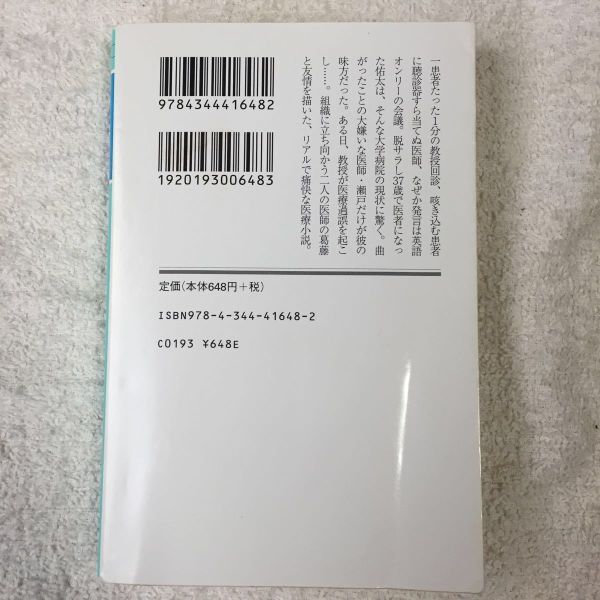 一患者たった1分の教授回診、咳き込む患者
に聴診器すら当てぬ医師、なぜか発言は英語
オンリーの会議。脱サラし37歳で医者になっ
た佑太は、そんな大学病院の現状に驚く。曲
がったことの大嫌いな医師・瀬戸だけが彼の
味方だった。ある日、教授が医療過誤を起こ
し……。組織に立ち向かう二人の医師の葛藤
と友情を描いた、リアルで痛快な医療小説。
9784344416482
1920193006483
定価(本体648円+税)
ISBN978-4-344-41648-2
C0193 ¥648E